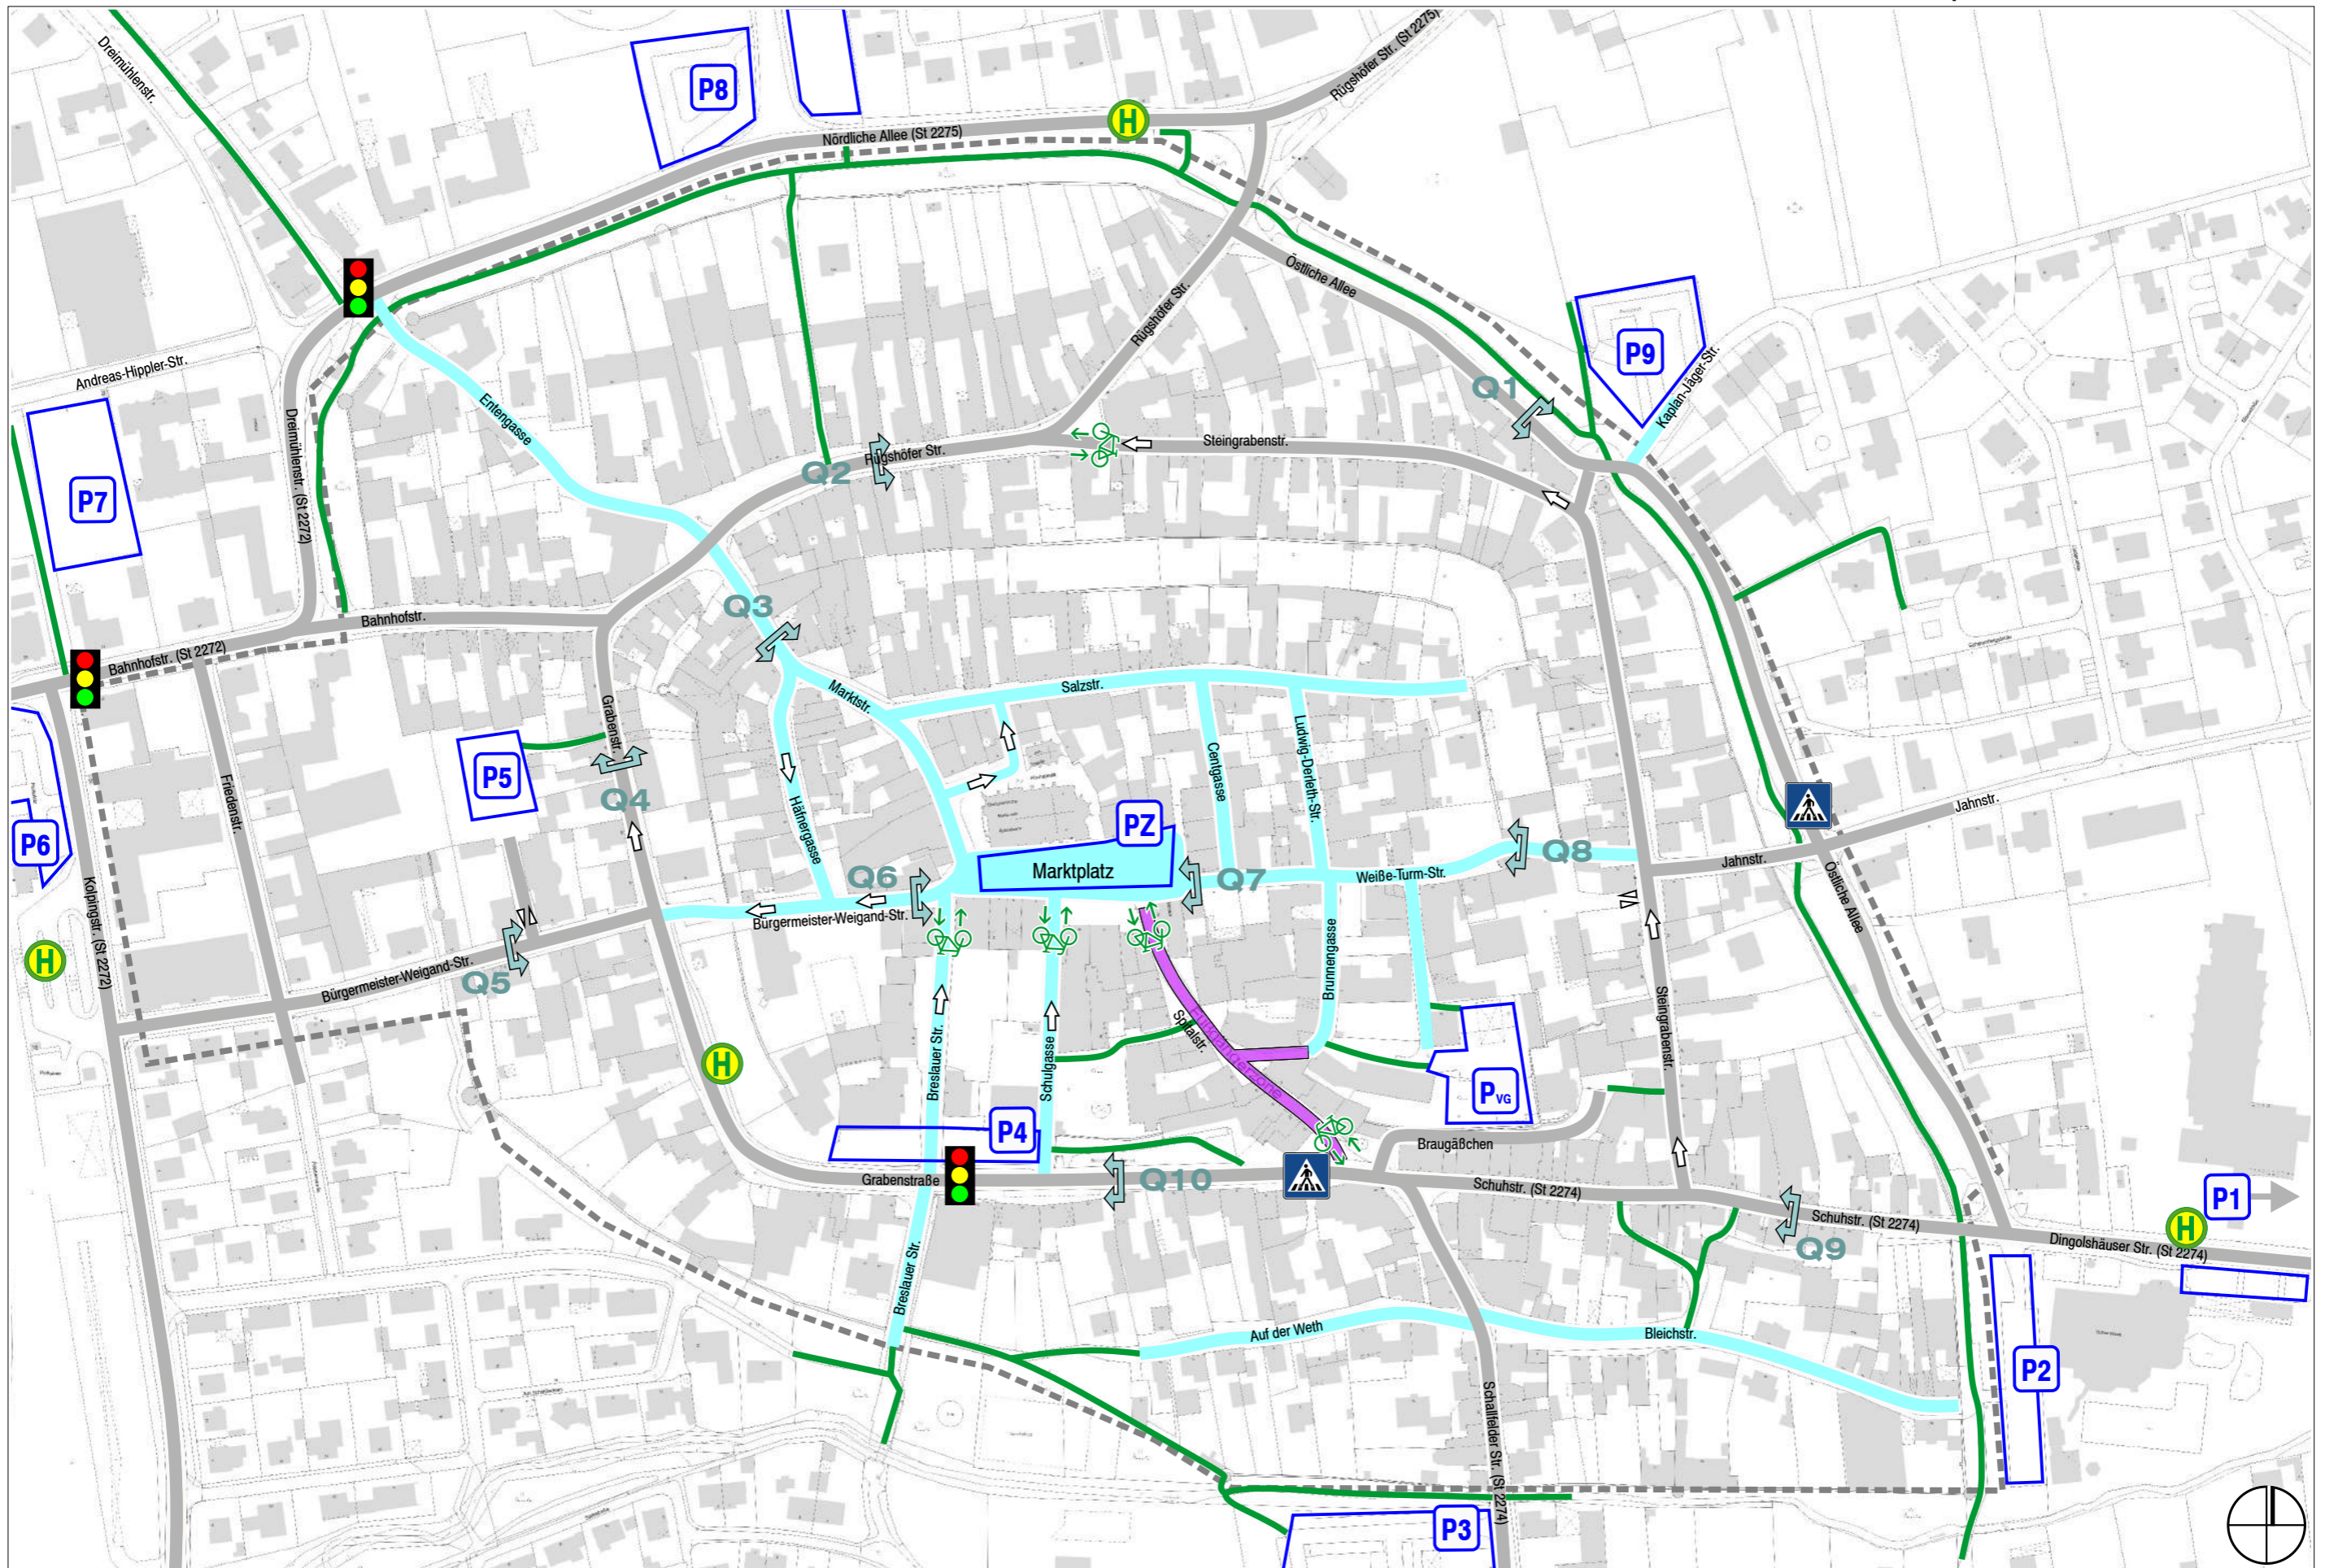 Dreimühlenstr.
P8
Nördliche Allee (St 2275)
H
Rügshöfer Str. (St 2275)
Andreas-Hippler-Str.
Dreimühlenstr. (St 2272)
Entengasse
Rügshöfer Str.
Östliche Allee
Q1
P9
Kaplan-Jäger-Str.
P7
Q2
Rügshöfer Str.
Steingrabenstr.
Bahnhofstr. (St 2272)
Bahnhofstr.
Q3
Marktstr.
Salzstr.
Grabenstr.
Friedenstr.
P5
Q4
P6
Häfnergasse
Centgasse
Ludwig-Derleth-Str.
PZ
Marktplatz
Q6
Q7
Weiße-Turm-Str.
Q8
Jahnstr.
Jahnstr.
Kolpingstr. (St 2272)
H
Bürgermeister-Weigand-Str.
Q5
Bürgermeister-Weigand-Str.
Östliche Allee
Brunnengasse
Steingrabenstr.
H
Breslauer Str.
Schulgasse
Spitalstr.
Fußgängerzone
PVG
P4
Braugäßchen
Grabenstraße
Q10
Schuhstr. (St 2274)
Schuhstr. (St 2274)
Q9
P1
H
Dingolshäuser Str. (St 2274)
Breslauer Str.
Auf der Weth
Bleichstr.
P2
Schallfelder Str. (St 2274)
P3